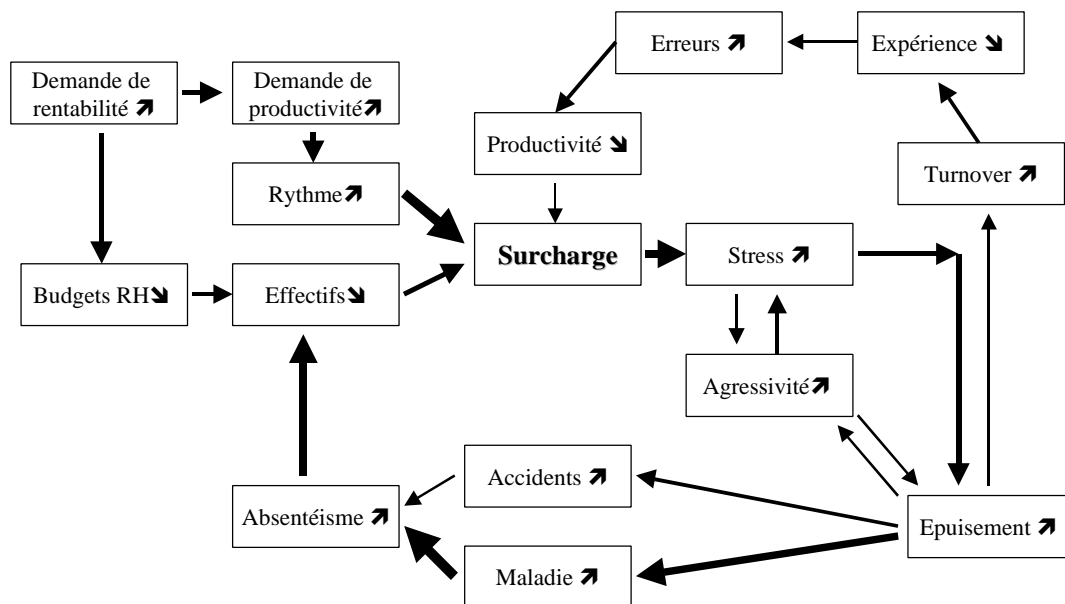 Erreurs ↗
Expérience ↘
Demande de
rentabilité ↗
Demande de
productivité↗
Productivité ↘
Turnover ↗
Rythme↗
Surcharge
Stress ↗
Budgets RH↘
Effectifs↘
Agressivité↗
Accidents ↗
Absentéisme ↗
Epuisement ↗
Maladie ↗